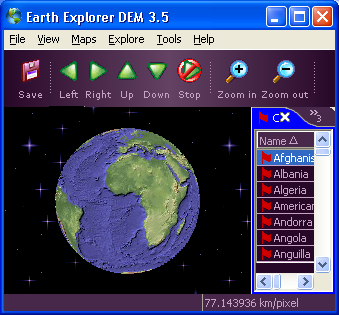 Earth Explorer DEM 3.5
File View Maps Explore Tools Help
Save Left Right Up Down Stop Zoom in Zoom out
C 3
Name
Afghanis
Albania
Algeria
American
Andorra
Angola
Anguilla
77.143936 km/pixel